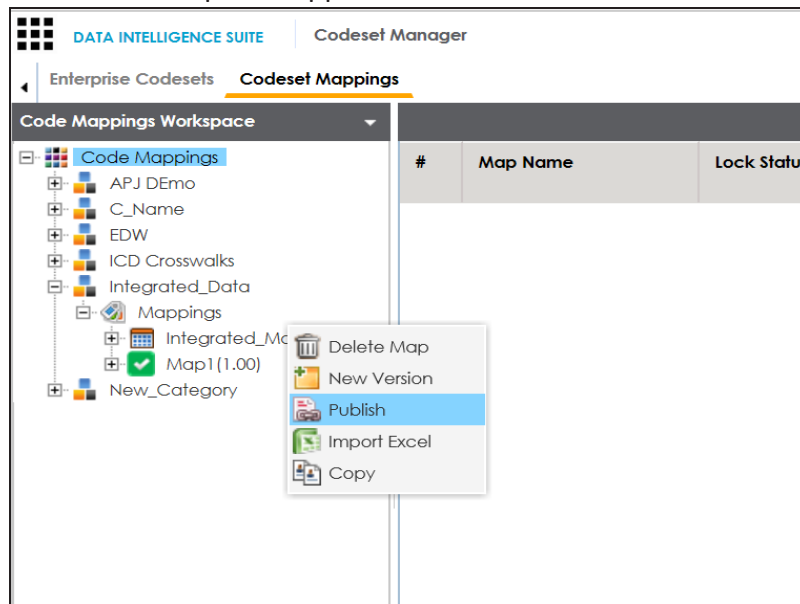 DATA INTELLIGENCE SUITE Codeset Manager
Enterprise Codesets Codeset Mappings
Code Mappings Workspace
# Map Name Lock Statu
Code Mappings
APJ DEmo
C_Name
EDW
ICD Crosswalks
Integrated_Data
Mappings
Integrated_Ma
Map1(1.00)
New_Category
Delete Map
New Version
Publish
Import Excel
Copy